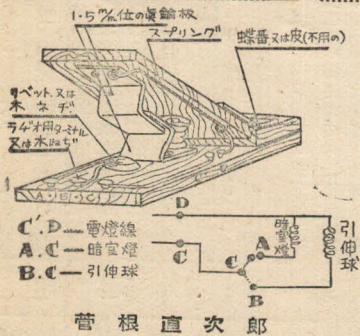 1.5m/m位の眞鍮板
スプリング
蝶番又は皮(不用の)
リベット.又は
木ネヂ
ラヂオ用ターミナル
又は木ねぢ
A (B) (C)
C'.D—電燈線
A.C—暗室燈
B.C—引伸球
D
C'
A
C
B
暗室燈
引伸球
菅根直次郎